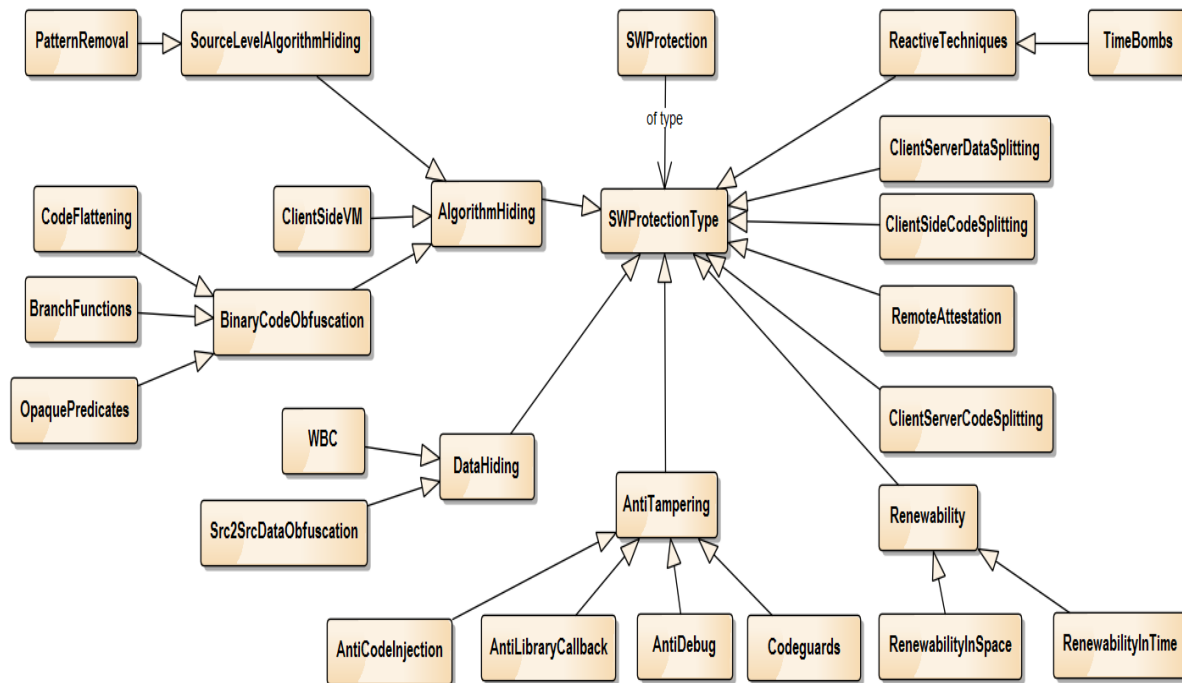 PatternRemoval
SourceLevelAlgorithmHiding
SWProtection
ReactiveTechniques
TimeBombs
of type
ClientServerDataSplitting
CodeFlattening
ClientSideVM
AlgorithmHiding
SWProtectionType
ClientSideCodeSplitting
BranchFunctions
BinaryCodeObfuscation
RemoteAttestation
OpaquePredicates
ClientServerCodeSplitting
WBC
DataHiding
AntiTampering
Renewability
Src2SrcDataObfuscation
AntiCodeInjection
AntiLibraryCallback
AntiDebug
Codeguards
RenewabilityInSpace
RenewabilityInTime